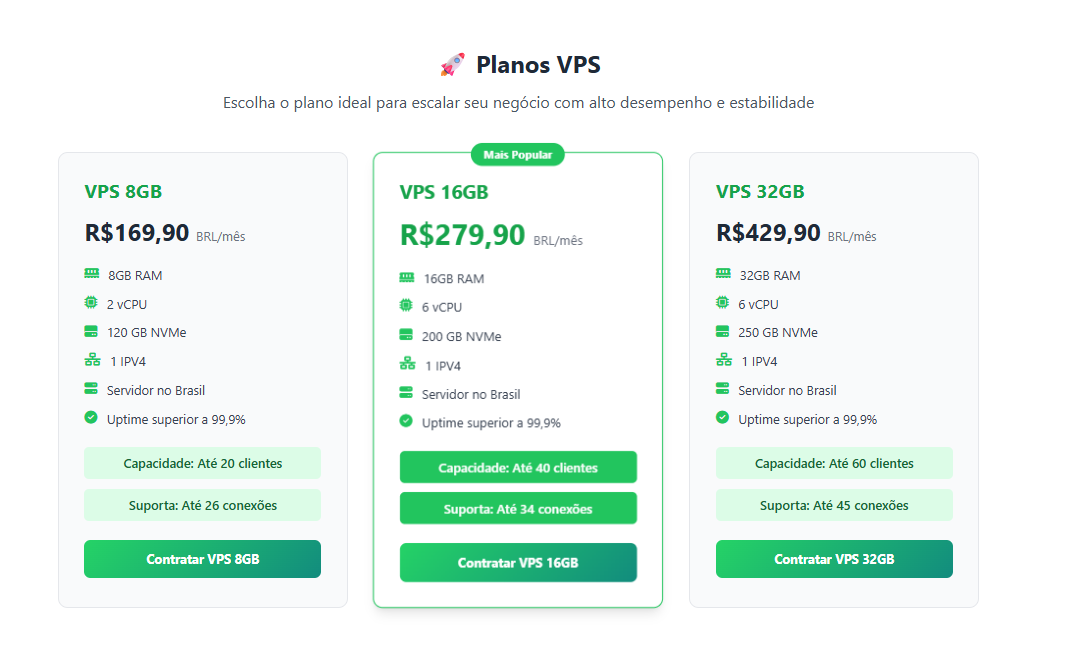 🚀 Planos VPS
Escolha o plano ideal para escalar seu negócio com alto desempenho e estabilidade
VPS 8GB
R$169,90 BRL/mês
8GB RAM
2 vCPU
120 GB NVMe
1 IPV4
Servidor no Brasil
Uptime superior a 99,9%
Capacidade: Até 20 clientes
Suporta: Até 26 conexões
Contratar VPS 8GB
Mais Popular
VPS 16GB
R$279,90 BRL/mês
16GB RAM
6 vCPU
200 GB NVMe
1 IPV4
Servidor no Brasil
Uptime superior a 99,9%
Capacidade: Até 40 clientes
Suporta: Até 34 conexões
Contratar VPS 16GB
VPS 32GB
R$429,90 BRL/mês
32GB RAM
6 vCPU
250 GB NVMe
1 IPV4
Servidor no Brasil
Uptime superior a 99,9%
Capacidade: Até 60 clientes
Suporta: Até 45 conexões
Contratar VPS 32GB